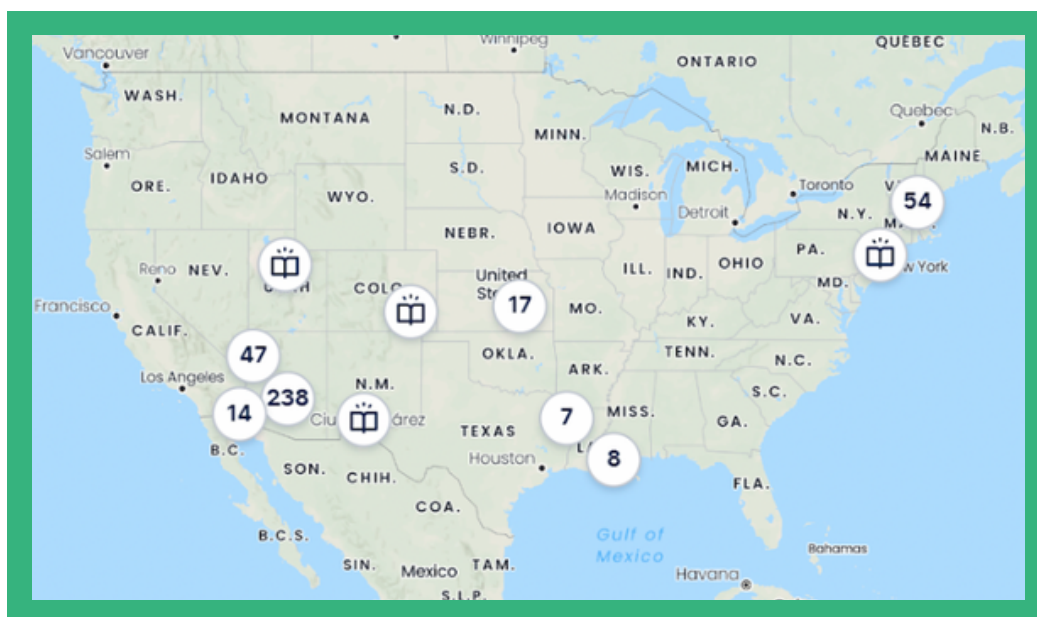 Vancouver
Winnipeg
QUÉBEC
ONTARIO
WASH.
MONTANA
N.D.
MINN.
Quebec
N.B.
Salem
ORE.
IDAHO
S.D.
WIS.
MICH.
MAINE
WYO.
Madison
Toronto
54
NEBR.
IOWA
Detroit
N.Y.
Reno NEV.
United
ILL.
IND.
OHIO
PA.
MD.
w York
17
MO.
Francisco
CALIF.
KY.
VA.
47
OKLA.
TENN.
N.C.
Los Angeles
ARK.
N.M.
238
S.C.
14
Ciu
árez
7
MISS.
GA.
TEXAS
B.C.
Houston
8
SON.
CHIH.
FLA.
COA.
B.C.S.
Gulf of
Mexico
Bahamas
SIN.
Mexico
TAM.
Havana
S.L.P.